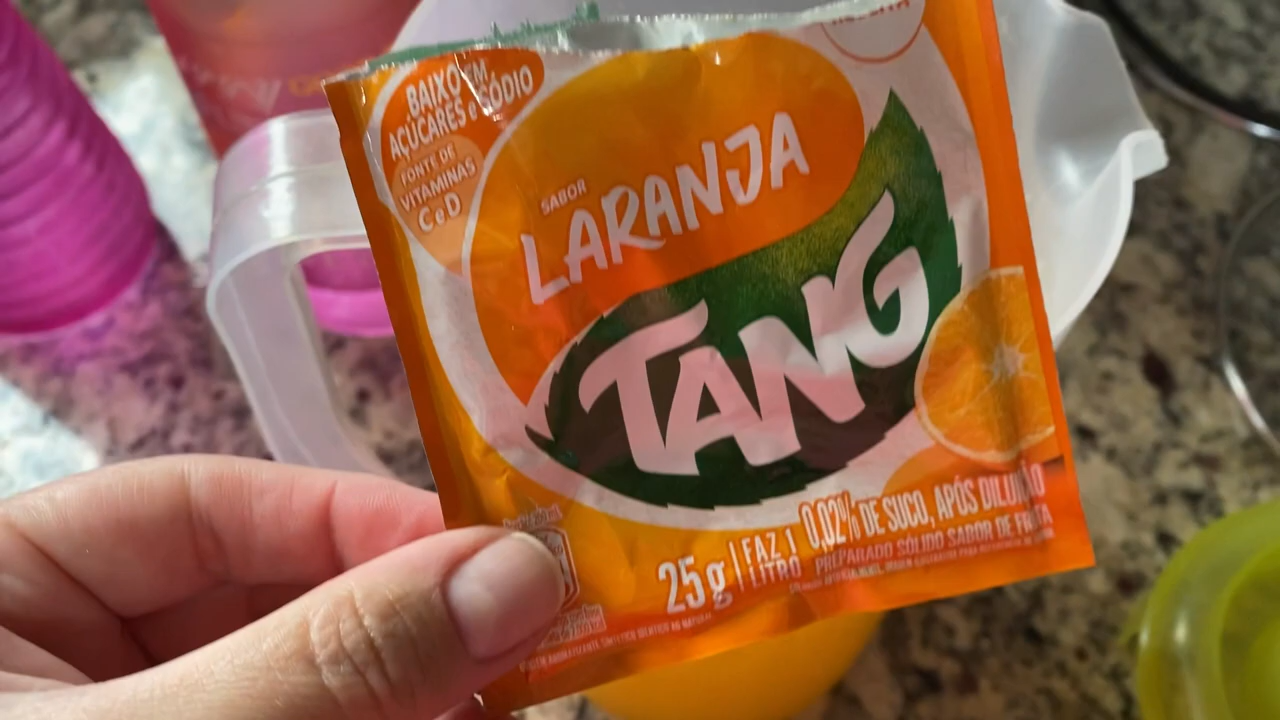 BAIXO EM
AÇÚCARES e SÓDIO
FONTE DE
VITAMINAS
C e D
SABOR
LARANJA
TANG
25g
FAZ 1
LITRO
0,02% DE SUCO, APÓS DILUIÇÃO
PREPARADO SÓLIDO SABOR DE FRUTA